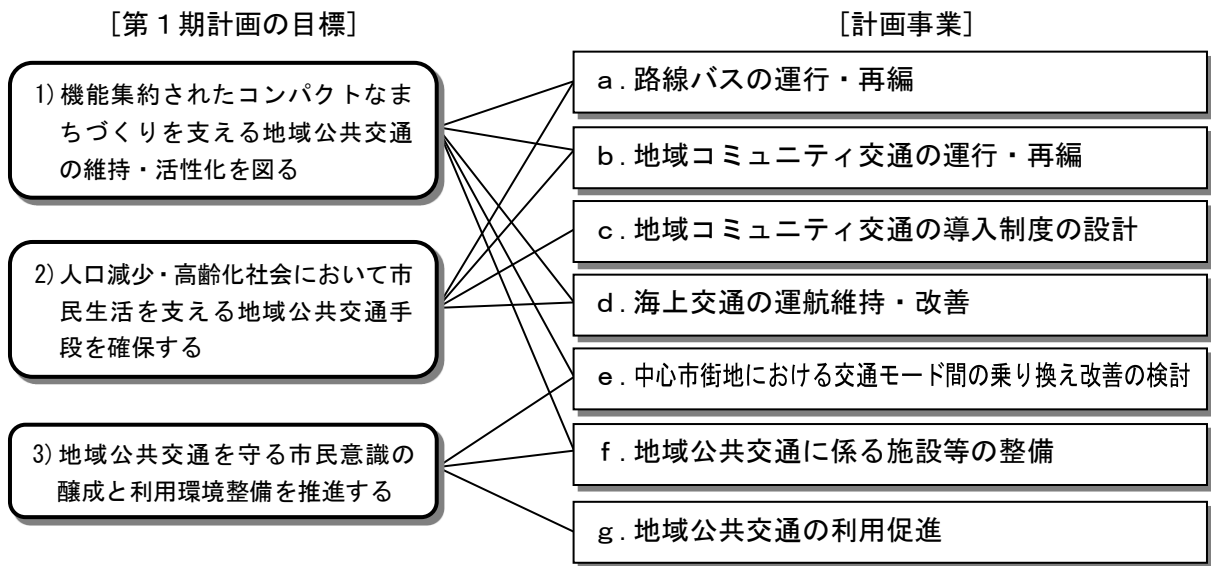 ［第１期計画の目標］
1) 機能集約されたコンパクトなま
ちづくりを支える地域公共交通
の維持・活性化を図る
2) 人口減少・高齢化社会において市
民生活を支える地域公共交通手
段を確保する
3) 地域公共交通を守る市民意識の
醸成と利用環境整備を推進する
［計画事業］
ａ．路線バスの運行・再編
ｂ．地域コミュニティ交通の運行・再編
ｃ．地域コミュニティ交通の導入制度の設計
ｄ．海上交通の運航維持・改善
ｅ．中心市街地における交通モード間の乗り換え改善の検討
ｆ．地域公共交通に係る施設等の整備
ｇ．地域公共交通の利用促進